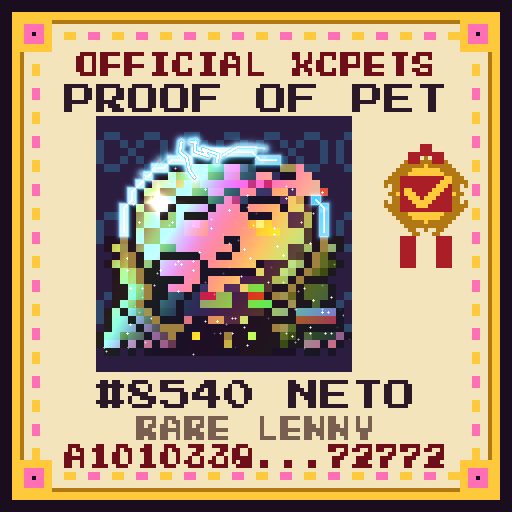 OFFICIAL XCPETS
PROOF OF PET
#8540 NETO
RARE LENNY
A1010330...72772